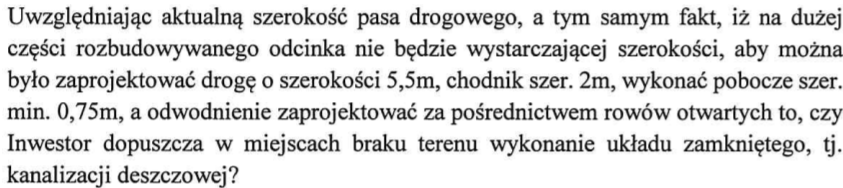 Uwzględniając aktualną szerokość pasa drogowego, a tym samym fakt, iż na dużej
części rozbudowywanego odcinka nie będzie wystarczającej szerokości, aby można
było zaprojektować drogę o szerokości 5,5m, chodnik szer. 2m, wykonać pobocze szer.
min. 0,75m, a odwodnienie zaprojektować za pośrednictwem rowów otwartych to, czy
Inwestor dopuszcza w miejscach braku terenu wykonanie układu zamkniętego, tj.
kanalizacji deszczowej?